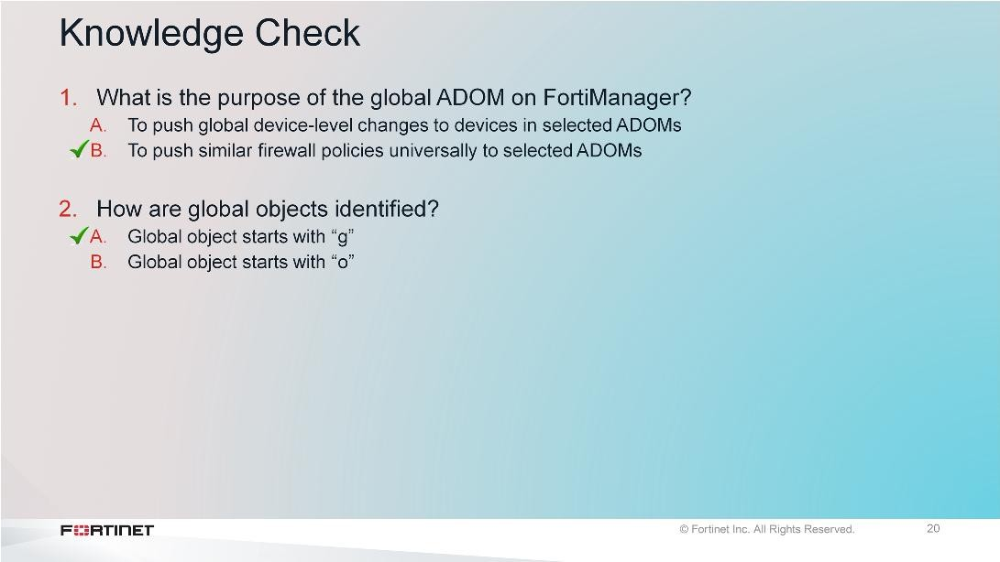 Knowledge Check
1. What is the purpose of the global ADOM on FortiManager?
A. To push global device-level changes to devices in selected ADOMs
B. To push similar firewall policies universally to selected ADOMs
2. How are global objects identified?
A. Global object starts with “g”
B. Global object starts with “o”
FORTINET
© Fortinet Inc. All Rights Reserved.
20